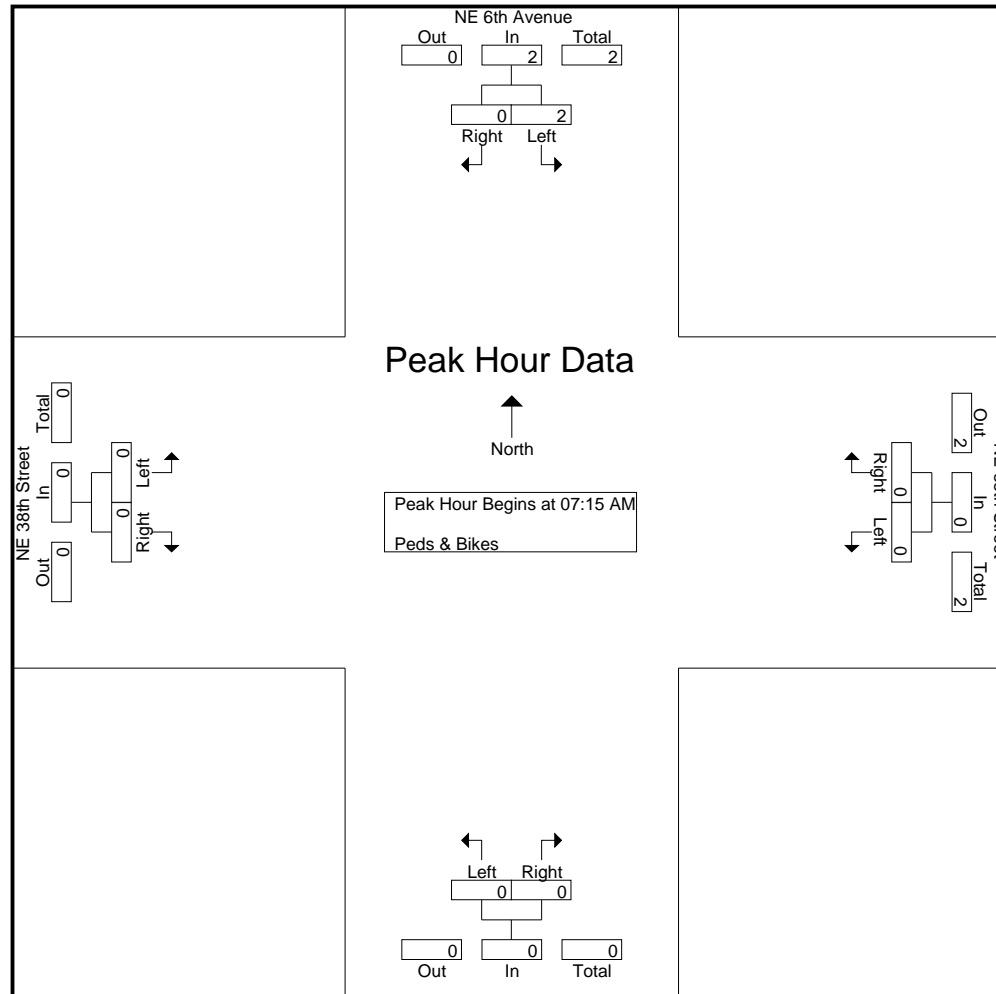 NE 6th Avenue
Out In Total
0 2 2
0 2
Right Left
Peak Hour Data
North
Peak Hour Begins at 07:15 AM
Peds & Bikes
NE 38th Street
Out In Total
0 0 0
Right Left
0 0
Out In Total
2 0 2
Right Left
0 0
Left Right
0 0
0 0 0
Out In Total